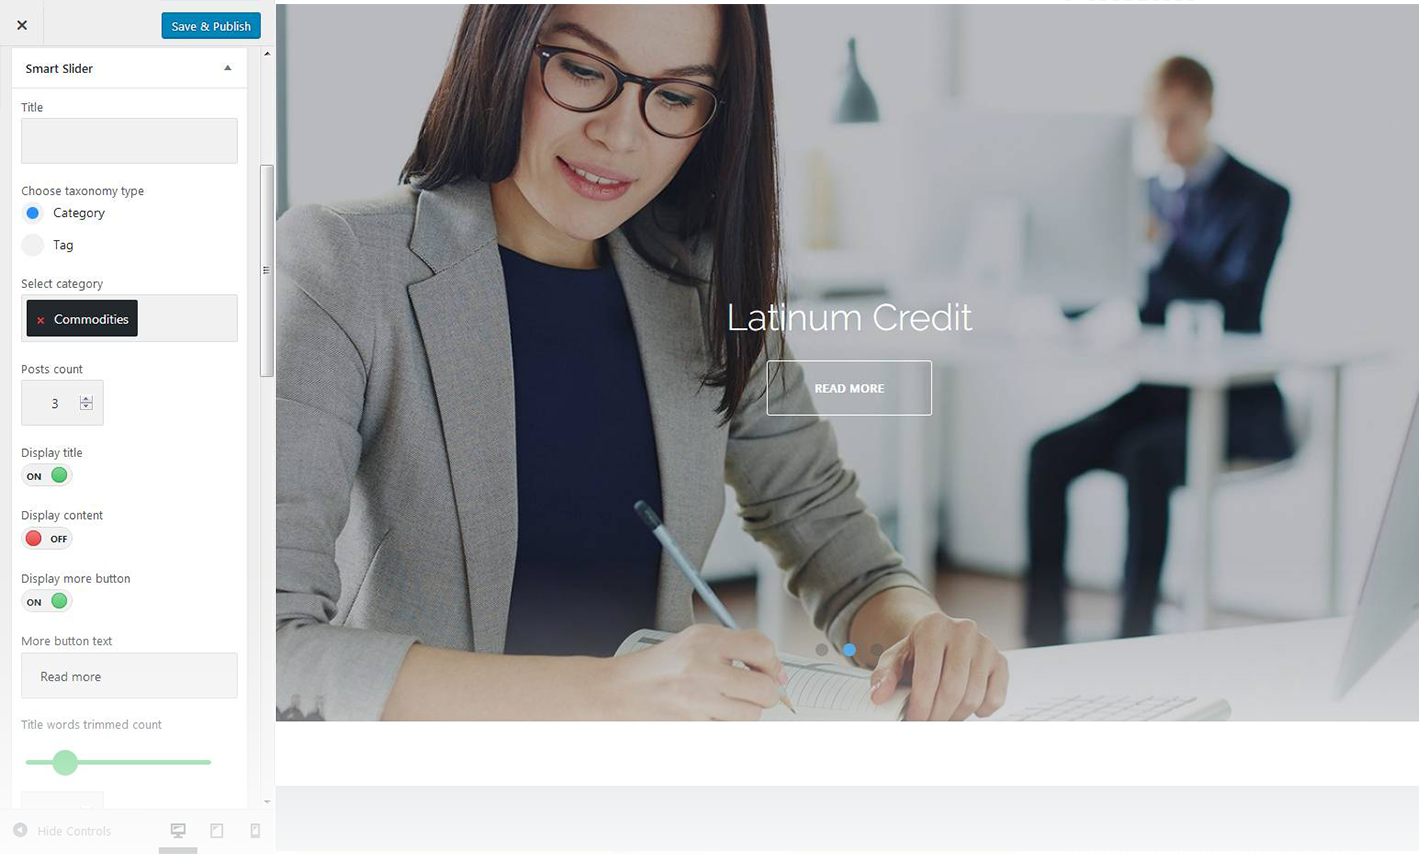 Save & Publish
Smart Slider
Title
Choose taxonomy type
Category
Tag
Select category
× Commodities
Posts count
3
Display title
ON
Display content
OFF
Display more button
ON
More button text
Read more
Title words trimmed count
Hide Controls
Latinum Credit
READ MORE